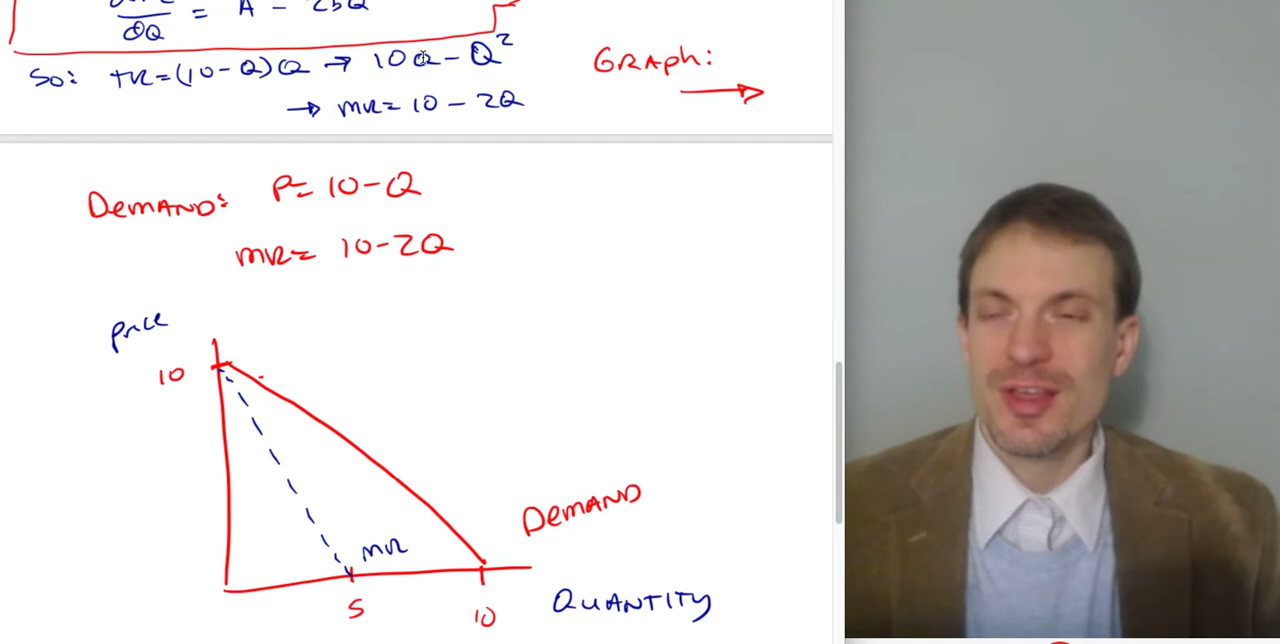 ∂Q = A - 2bQ
So: TR=(10-Q)Q → 10Q-Q²
→ MR= 10-2Q
GRAPH:
DEMAND: P= 10-Q
MR= 10-2Q
PRICE
10
DEMAND
MR
5
10
QUANTITY